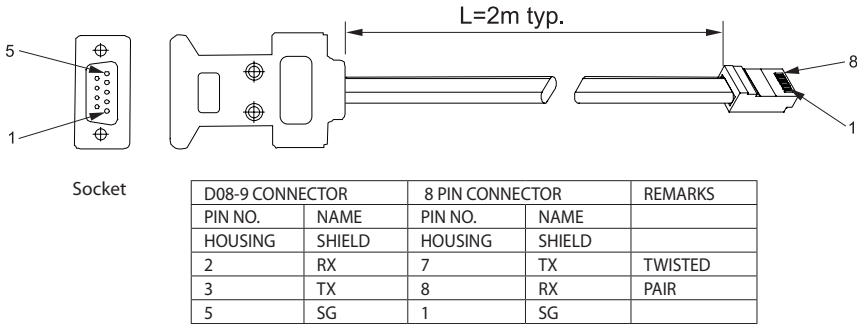 L=2m typ.
5
1
8
1
Socket
D08-9 CONNECTOR 8 PIN CONNECTOR REMARKS
PIN NO. NAME PIN NO. NAME
HOUSING SHIELD HOUSING SHIELD
2 RX 7 TX TWISTED
3 TX 8 RX PAIR
5 SG 1 SG